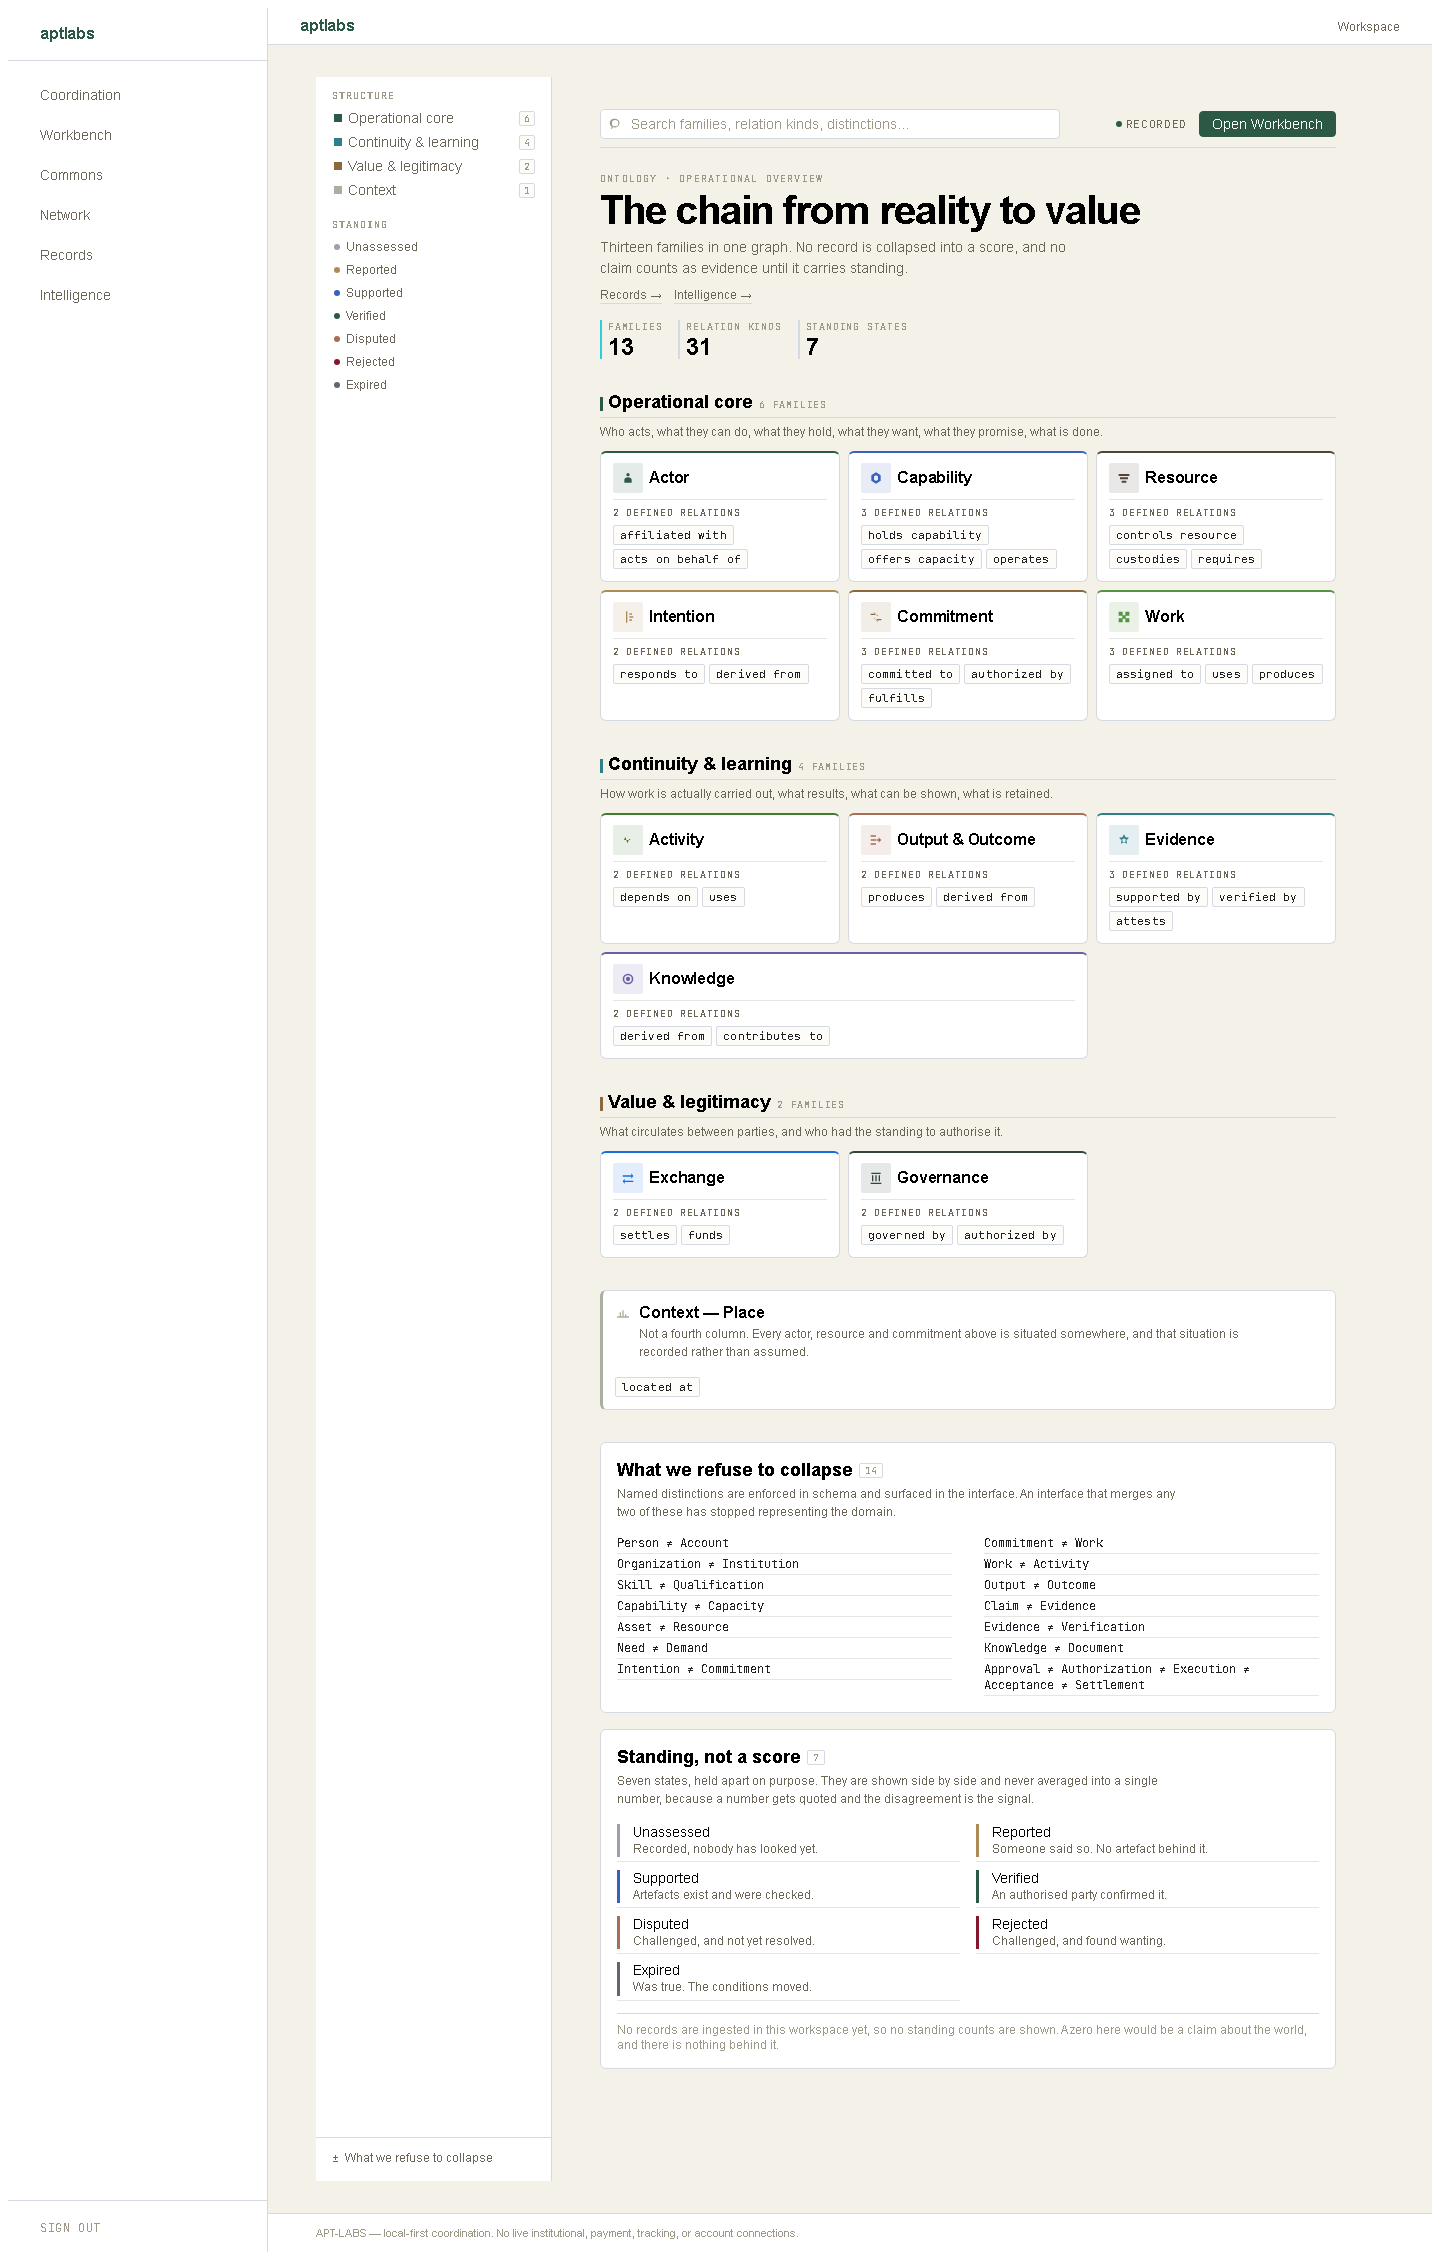 aptlabs
Coordination
Workbench
Commons
Network
Records
Intelligence
SIGN OUT
aptlabs
Workspace
STRUCTURE
Operational core 6
Continuity & learning 4
Value & legitimacy 2
Context 1
STANDING
Unassessed
Reported
Supported
Verified
Disputed
Rejected
Expired
± What we refuse to collapse
Search families, relation kinds, distinctions...
RECORDED
Open Workbench
ONTOLOGY · OPERATIONAL OVERVIEW
The chain from reality to value
Thirteen families in one graph. No record is collapsed into a score, and no
claim counts as evidence until it carries standing.
Records → Intelligence →
FAMILIES RELATION KINDS STANDING STATES
13 31 7
Operational core 6 FAMILIES
Who acts, what they can do, what they hold, what they want, what they promise, what is done.
Actor
2 DEFINED RELATIONS
affiliated with
acts on behalf of
Capability
3 DEFINED RELATIONS
holds capability
offers capacity operates
Resource
3 DEFINED RELATIONS
controls resource
custodies requires
Intention
2 DEFINED RELATIONS
responds to derived from
Commitment
3 DEFINED RELATIONS
committed to authorized by
fulfills
Work
3 DEFINED RELATIONS
assigned to uses produces
Continuity & learning 4 FAMILIES
How work is actually carried out, what results, what can be shown, what is retained.
Activity
2 DEFINED RELATIONS
depends on uses
Output & Outcome
2 DEFINED RELATIONS
produces derived from
Evidence
3 DEFINED RELATIONS
supported by verified by
attests
Knowledge
2 DEFINED RELATIONS
derived from contributes to
Value & legitimacy 2 FAMILIES
What circulates between parties, and who had the standing to authorise it.
Exchange
2 DEFINED RELATIONS
settles funds
Governance
2 DEFINED RELATIONS
governed by authorized by
Context — Place
Not a fourth column. Every actor, resource and commitment above is situated somewhere, and that situation is
recorded rather than assumed.
located at
What we refuse to collapse 14
Named distinctions are enforced in schema and surfaced in the interface. An interface that merges any
two of these has stopped representing the domain.
Person ≠ Account
Organization ≠ Institution
Skill ≠ Qualification
Capability ≠ Capacity
Asset ≠ Resource
Need ≠ Demand
Intention ≠ Commitment
Commitment ≠ Work
Work ≠ Activity
Output ≠ Outcome
Claim ≠ Evidence
Evidence ≠ Verification
Knowledge ≠ Document
Approval ≠ Authorization ≠ Execution ≠
Acceptance ≠ Settlement
Standing, not a score 7
Seven states, held apart on purpose. They are shown side by side and never averaged into a single
number, because a number gets quoted and the disagreement is the signal.
Unassessed
Recorded, nobody has looked yet.
Reported
Someone said so. No artefact behind it.
Supported
Artefacts exist and were checked.
Verified
An authorised party confirmed it.
Disputed
Challenged, and not yet resolved.
Rejected
Challenged, and found wanting.
Expired
Was true. The conditions moved.
No records are ingested in this workspace yet, so no standing counts are shown. A zero here would be a claim about the world,
and there is nothing behind it.
APT-LABS — local-first coordination. No live institutional, payment, tracking, or account connections.